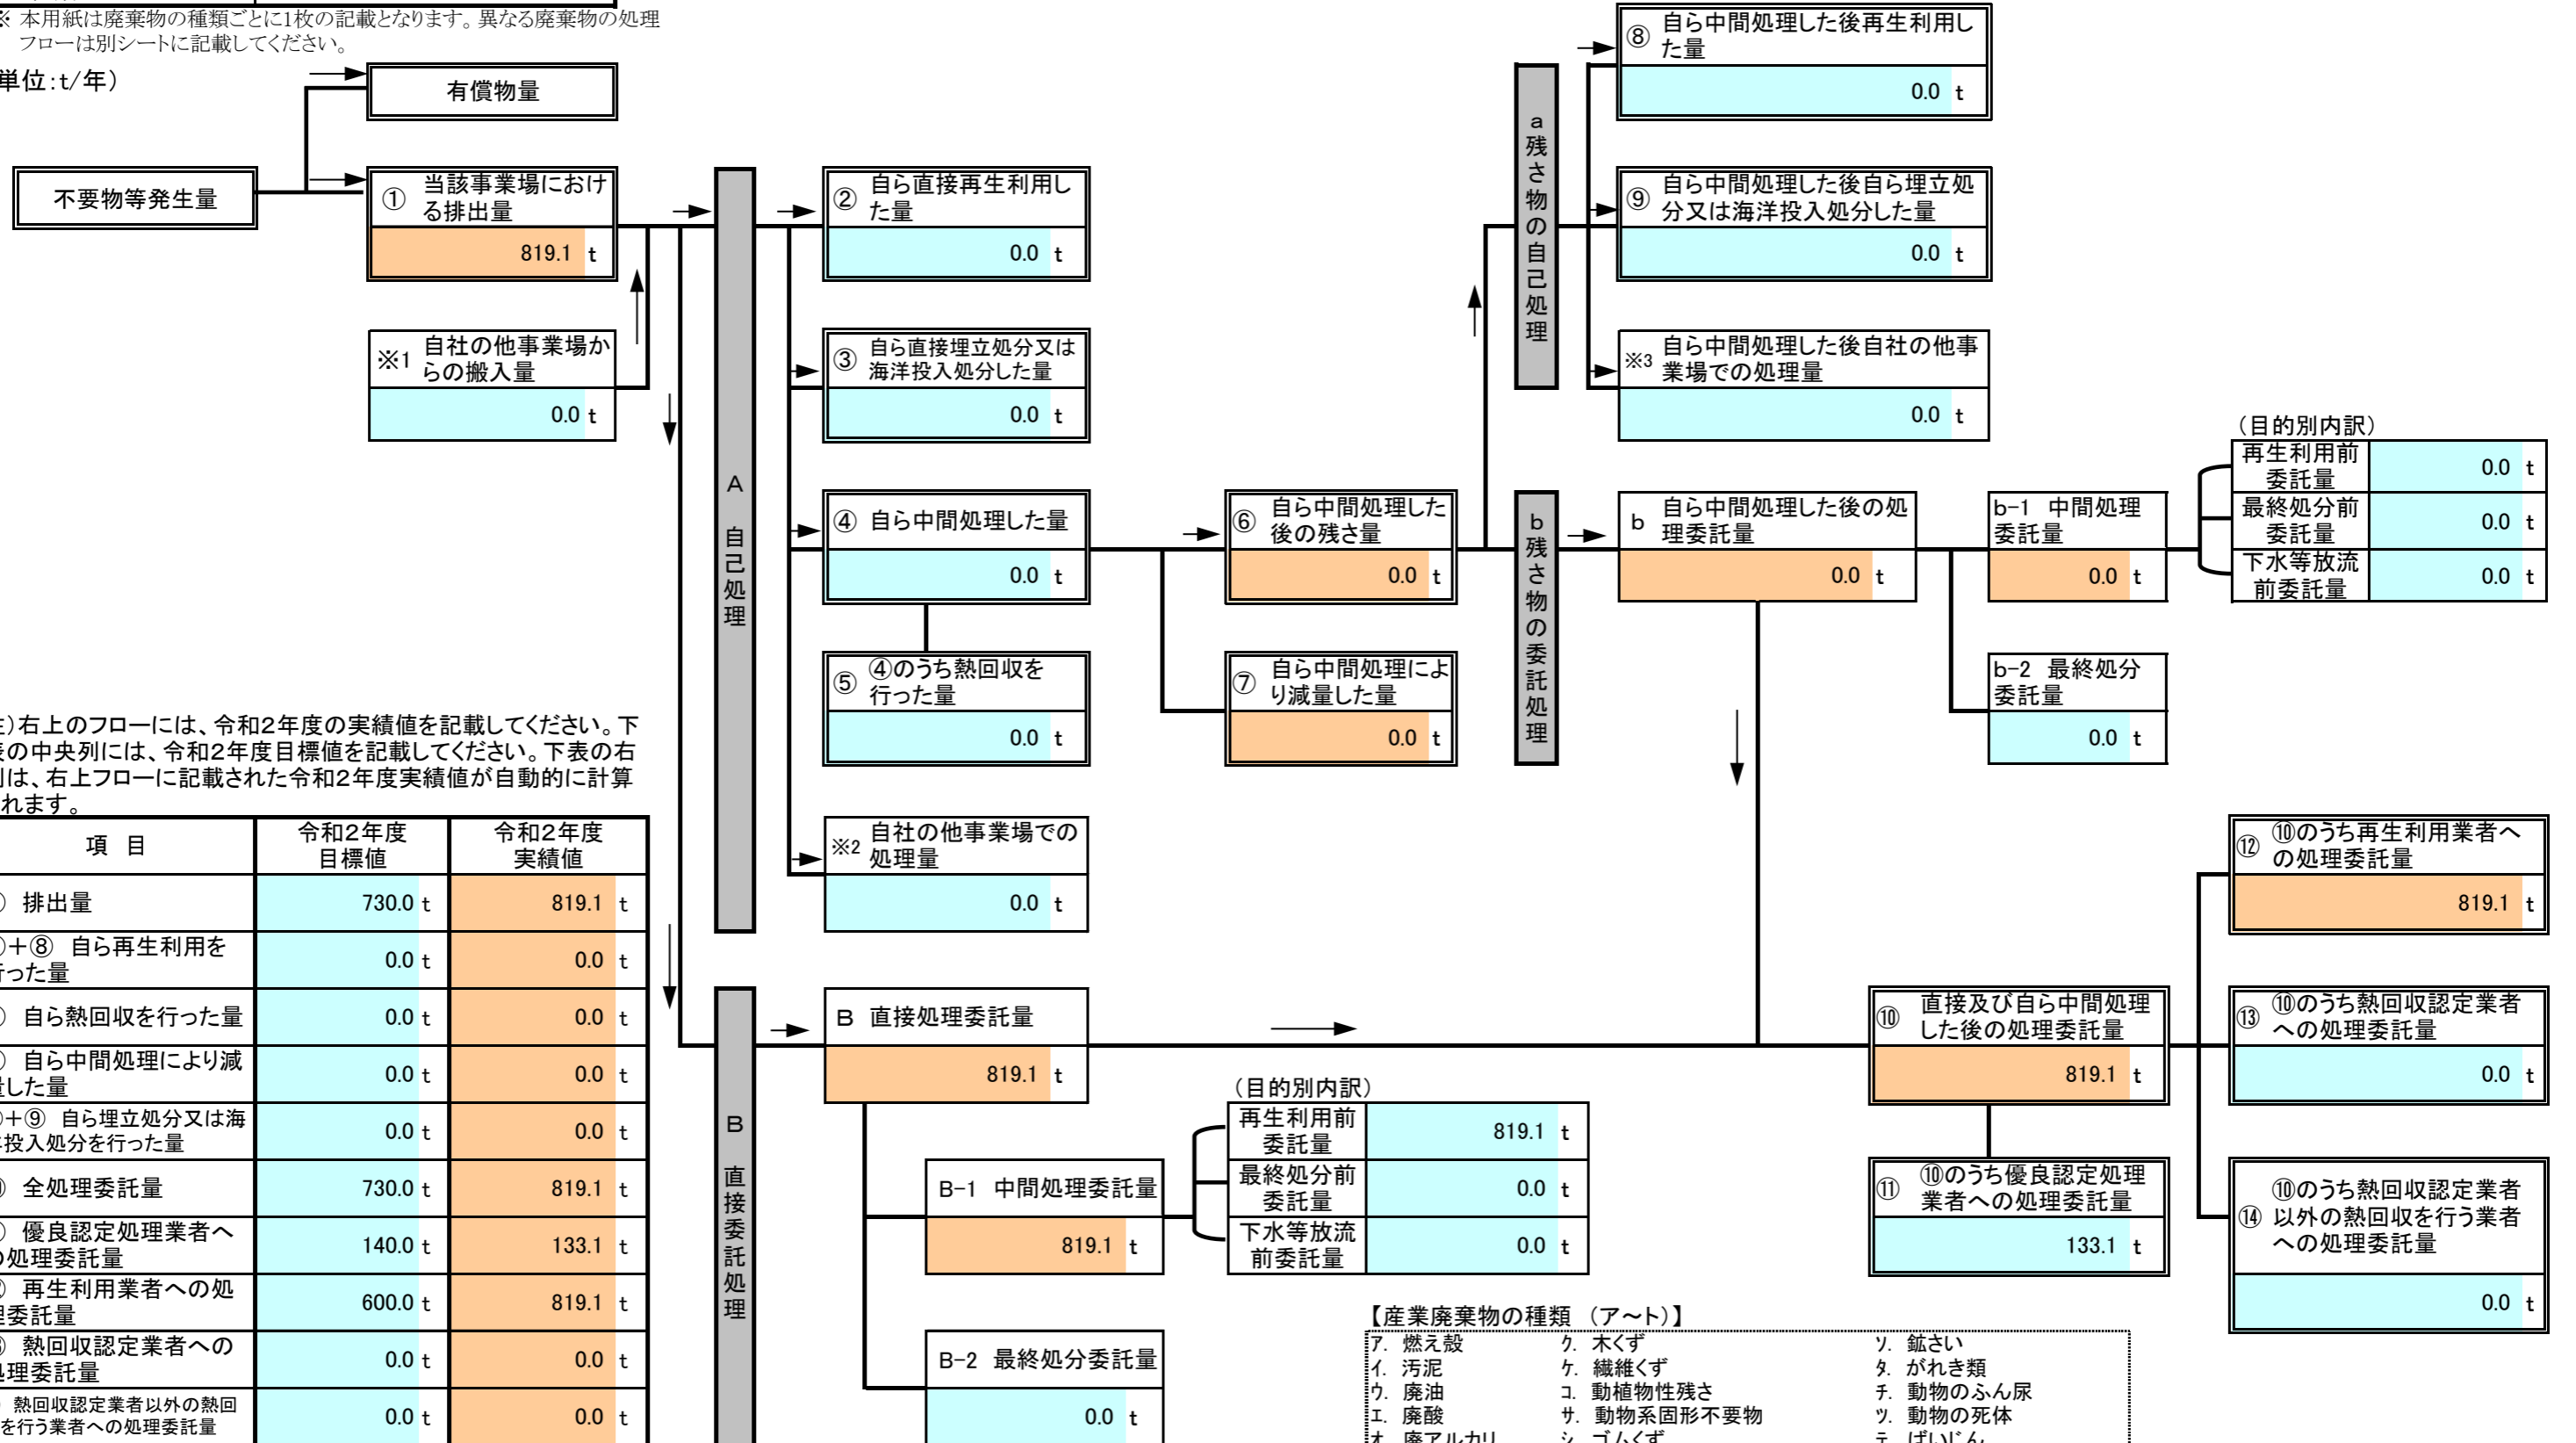 ※ 本用紙は廃棄物の種類ごとに1枚の記載となります。異なる廃棄物の処理
フローは別シートに記載してください。
単位:t/年)
有償物量
不要物等発生量
① 当該事業場におけ
る排出量
819.1 t
※1 自社の他事業場か
らの搬入量
0.0 t
A 自己処理
② 自ら直接再生利用し
た量
0.0 t
③ 自ら直接埋立処分又は
海洋投入処分した量
0.0 t
④ 自ら中間処理した量
0.0 t
⑤ ④のうち熱回収を
行った量
0.0 t
※2 自社の他事業場での
処理量
0.0 t
⑥ 自ら中間処理した
後の残さ量
0.0 t
⑦ 自ら中間処理によ
り減量した量
0.0 t
a残さ物の自己処理
⑧ 自ら中間処理した後再生利用し
た量
0.0 t
⑨ 自ら中間処理した後自ら埋立処
分又は海洋投入処分した量
0.0 t
※3 自ら中間処理した後自社の他事
業場での処理量
0.0 t
b残さ物の委託処理
b 自ら中間処理した後の処
理委託量
0.0 t
b-1 中間処理
委託量
0.0 t
b-2 最終処分
委託量
0.0 t
(目的別内訳)
再生利用前
委託量
0.0 t
最終処分前
委託量
0.0 t
下水等放流
前委託量
0.0 t
)右上のフローには、令和2年度の実績値を記載してください。下
の中央列には、令和2年度目標値を記載してください。下表の右
は、右上フローに記載された令和2年度実績値が自動的に計算
れます。
項 目 令和2年度
目標値 令和2年度
実績値
) 排出量 730.0 t 819.1 t
)+⑧ 自ら再生利用を
った量 0.0 t 0.0 t
) 自ら熱回収を行った量 0.0 t 0.0 t
) 自ら中間処理により減
した量 0.0 t 0.0 t
)+⑨ 自ら埋立処分又は海
投入処分を行った量 0.0 t 0.0 t
) 全処理委託量 730.0 t 819.1 t
) 優良認定処理業者へ
の処理委託量 140.0 t 133.1 t
) 再生利用業者への処
理委託量 600.0 t 819.1 t
) 熱回収認定業者への
処理委託量 0.0 t 0.0 t
熱回収認定業者以外の熱回
を行う業者への処理委託量 0.0 t 0.0 t
B 直接委託処理
B 直接処理委託量
819.1 t
B-1 中間処理委託量
819.1 t
B-2 最終処分委託量
0.0 t
(目的別内訳)
再生利用前
委託量
819.1 t
最終処分前
委託量
0.0 t
下水等放流
前委託量
0.0 t
⑩ 直接及び自ら中間処理
した後の処理委託量
819.1 t
⑪ ⑩のうち優良認定処理
業者への処理委託量
133.1 t
⑫ ⑩のうち再生利用業者へ
の処理委託量
819.1 t
⑬ ⑩のうち熱回収認定業者
への処理委託量
0.0 t
⑭ ⑩のうち熱回収認定業者
以外の熱回収を行う業者
への処理委託量
0.0 t
【産業廃棄物の種類 (ア~ト)】
ア. 燃え殻 ク. 木くず ソ. 鉱さい
イ. 汚泥 ケ. 繊維くず タ. がれき類
ウ. 廃油 コ. 動植物性残さ チ. 動物のふん尿
エ. 廃酸 サ. 動物系固形不要物 ツ. 動物の死体
オ. 廃アルカリ シ. ゴムくず テ. ばいじん